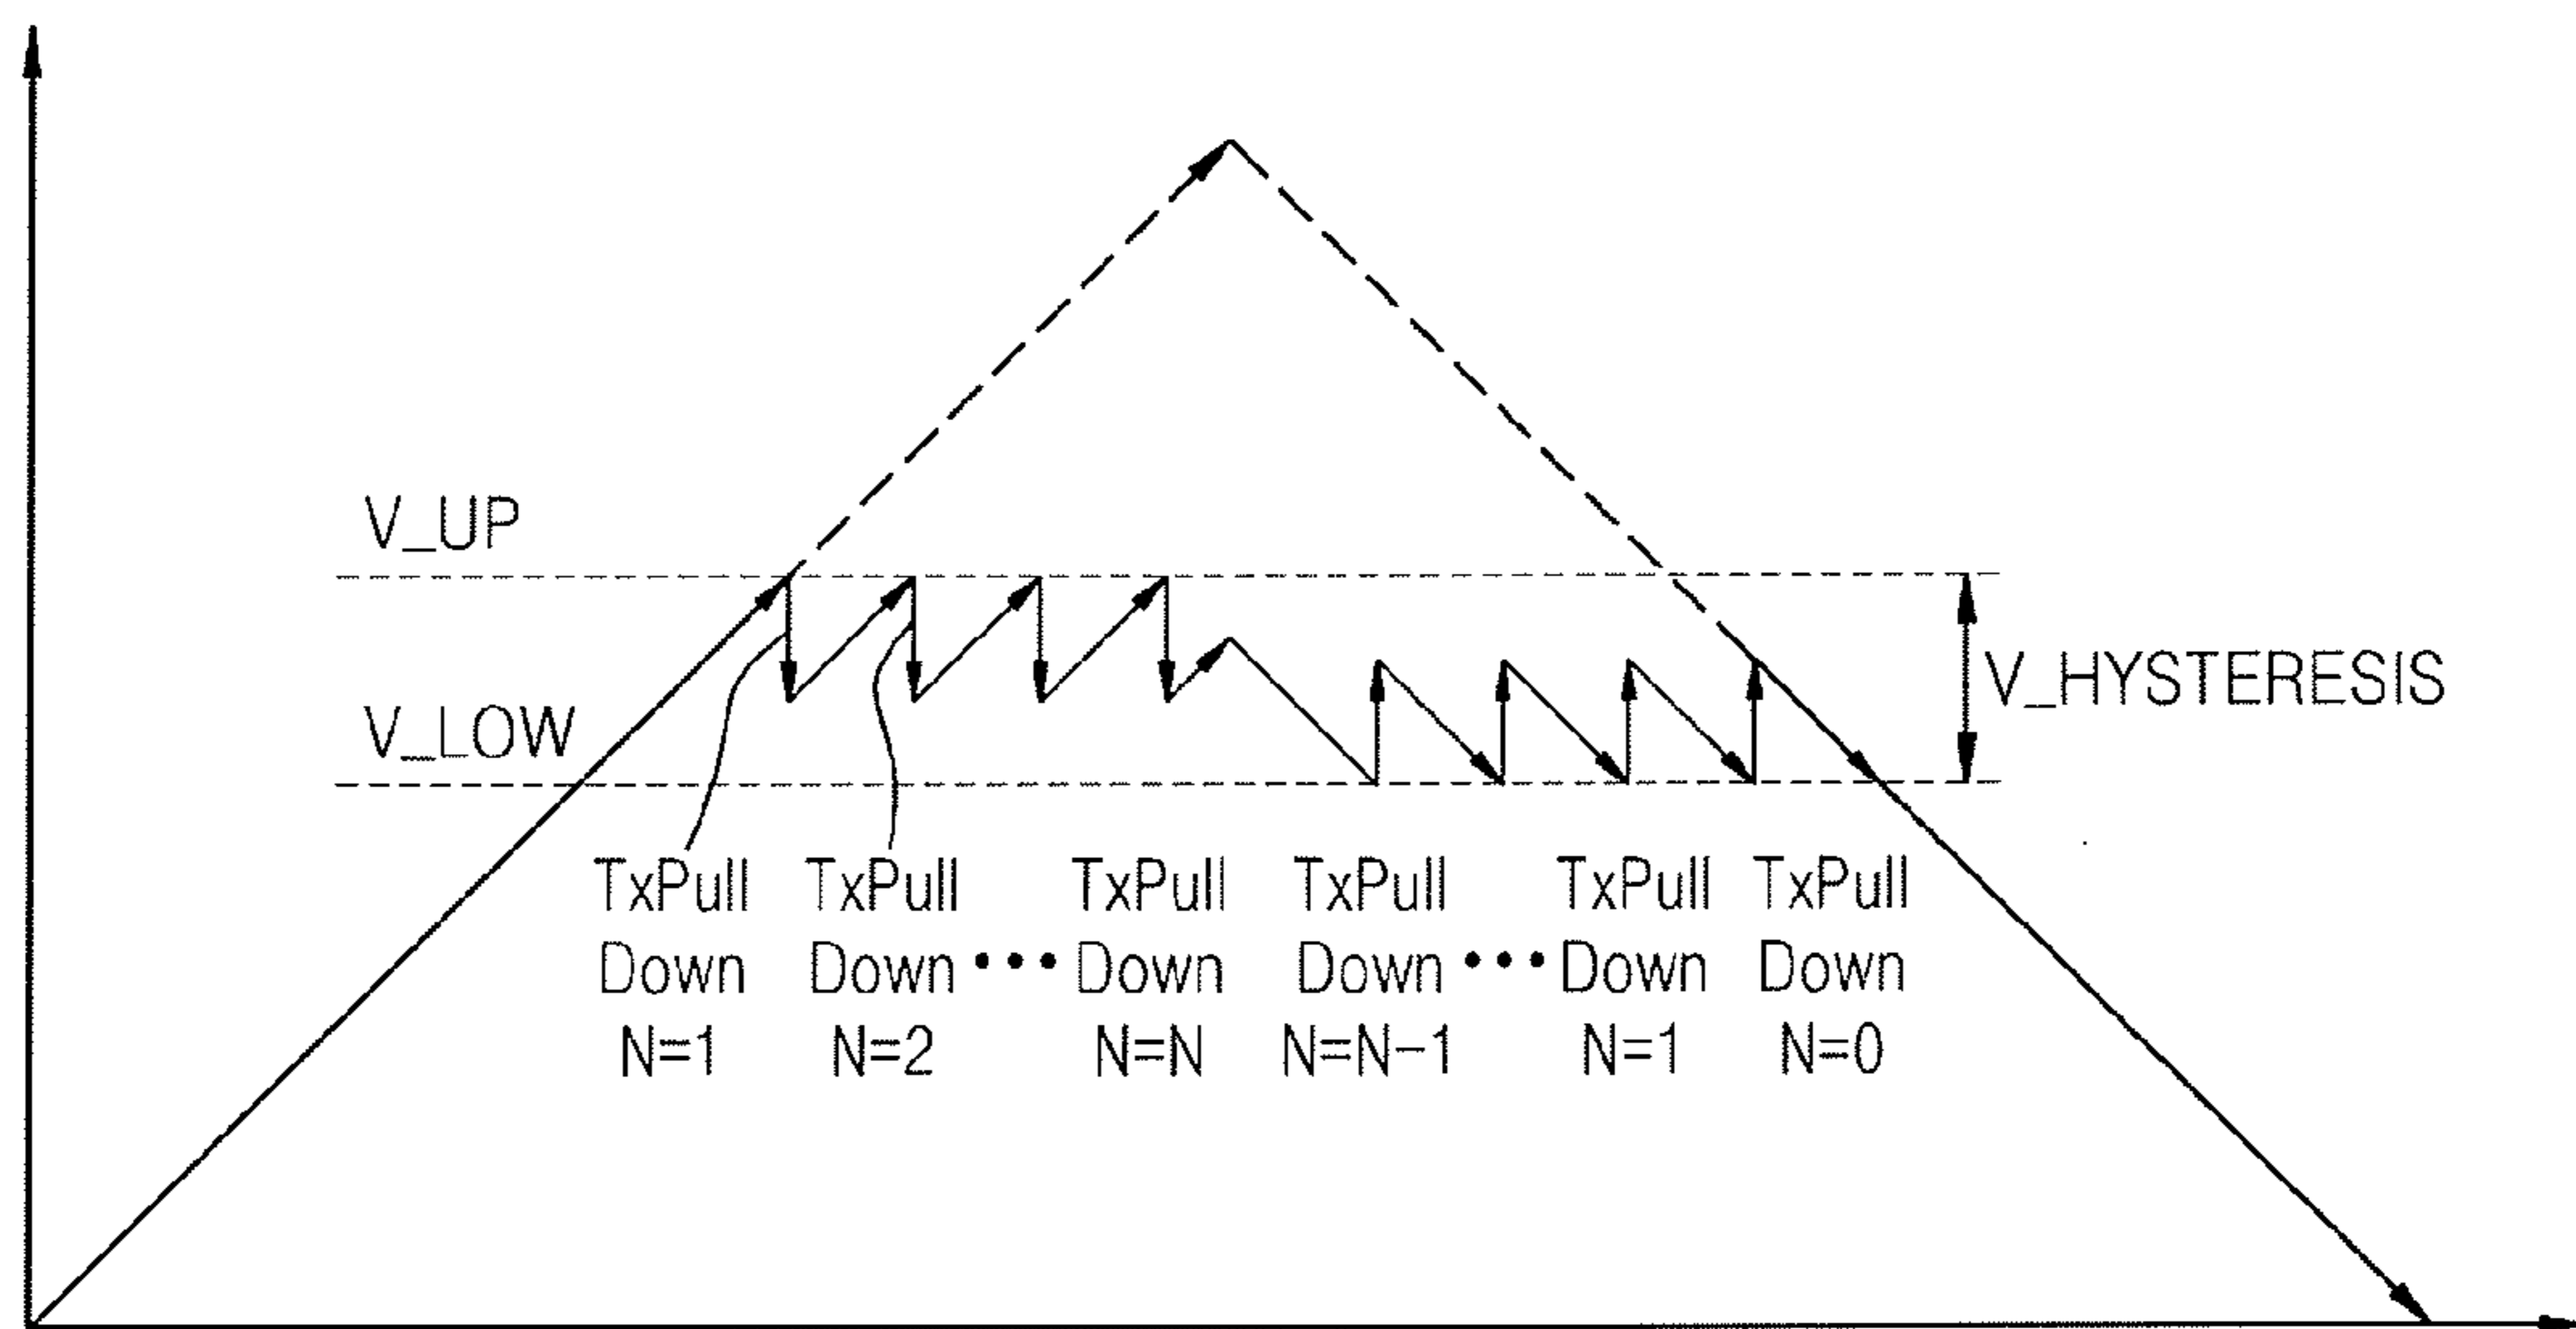 V_UP
V_LOW
V_HYSTERESIS
TxPull TxPull TxPull TxPull TxPull TxPull
Down Down ••• Down Down ••• Down Down
N=1 N=2 N=N N=N-1 N=1 N=0